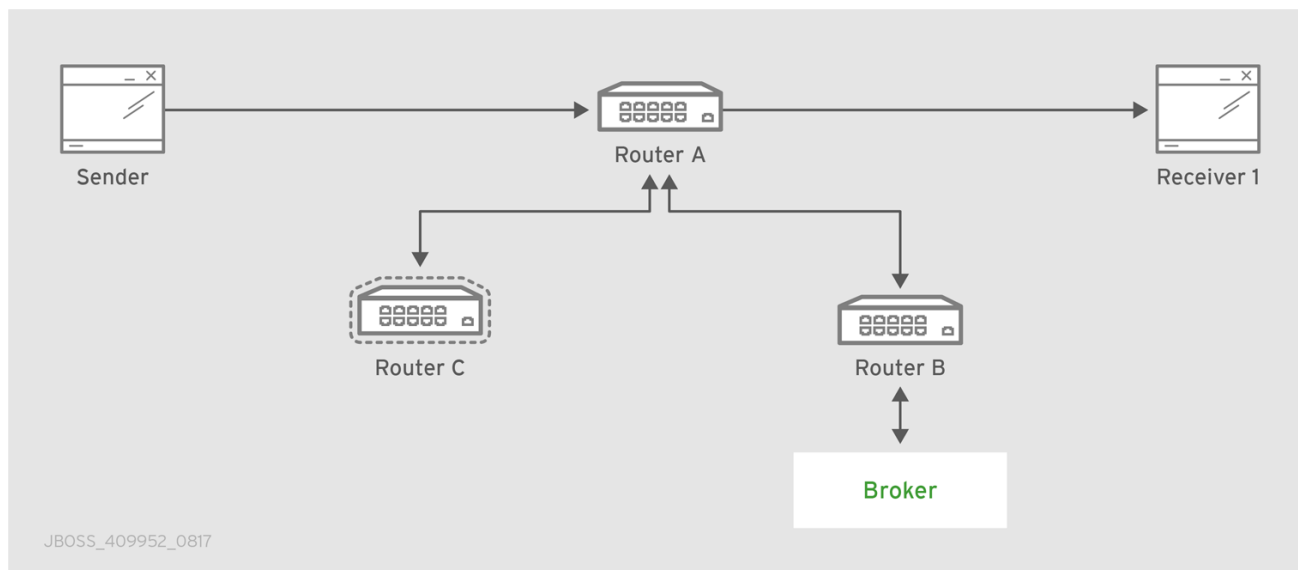 Sender
Router A
Receiver 1
Router C
Router B
Broker
JBOSS_409952_0817